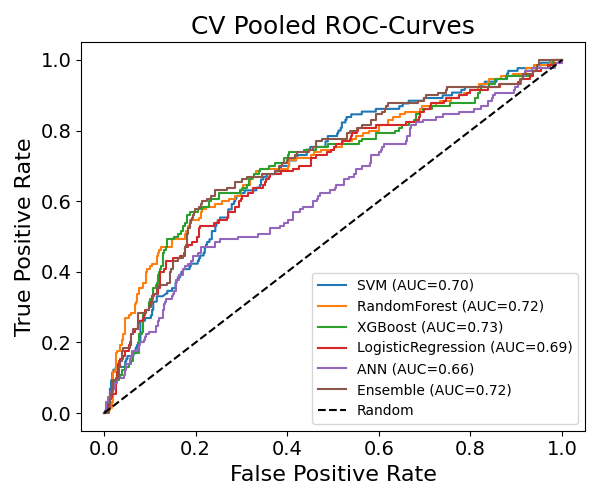 CV Pooled ROC-Curves
True Positive Rate
1.0
0.8
0.6
0.4
0.2
0.0
SVM (AUC=0.70)
RandomForest (AUC=0.72)
XGBoost (AUC=0.73)
LogisticRegression (AUC=0.69)
ANN (AUC=0.66)
Ensemble (AUC=0.72)
Random
0.0 0.2 0.4 0.6 0.8 1.0
False Positive Rate